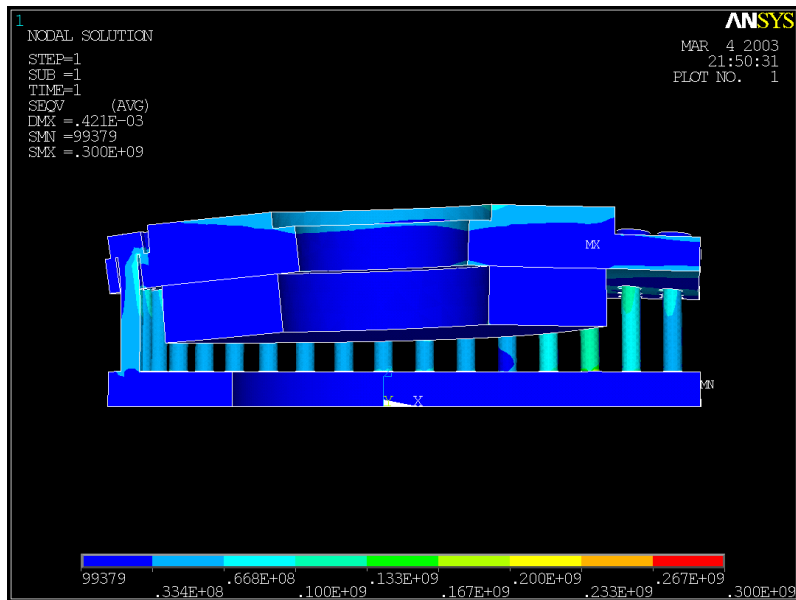 1
NODAL SOLUTION
STEP=1
SUB =1
TIME=1
SEQV (AVG)
DMX =.421E-03
SMN =99379
SMX =.300E+09
ANSYS
MAR 4 2003
21:50:31
PLOT NO. 1
MX
MN
Y X
99379 .668E+08 .133E+09 .200E+09 .267E+09
.334E+08 .100E+09 .167E+09 .233E+09 .300E+09